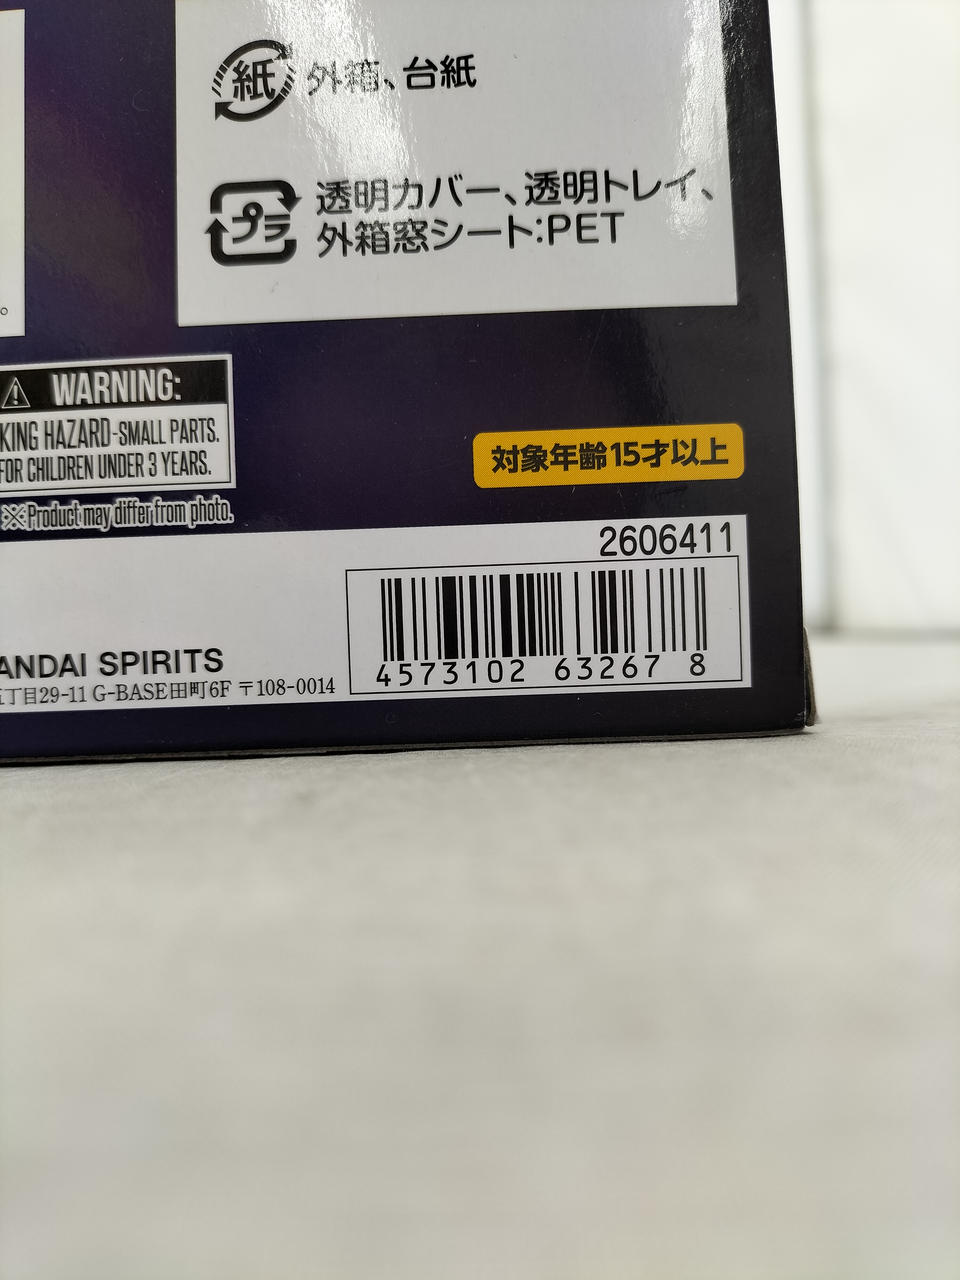 紙 外箱、台紙
プラ 透明カバー、透明トレイ、
外箱窓シート:PET
。
WARNING:
KING HAZARD-SMALL PARTS.
FOR CHILDREN UNDER 3 YEARS.
※Product may differ from photo.
対象年齢15才以上
2606411
4573102 63267 8
ANDAI SPIRITS
丁目29-11 G-BASE田町6F 〒108-0014